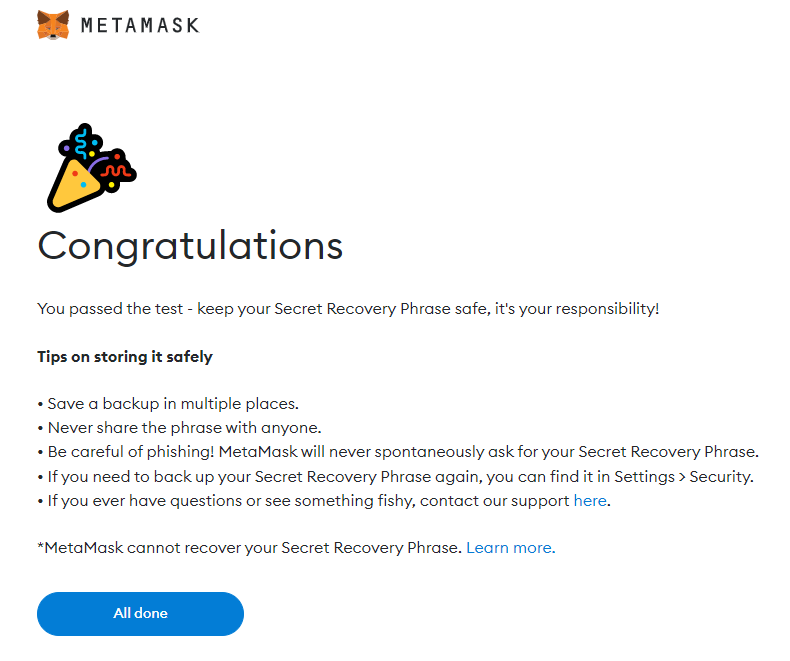 METAMASK
Congratulations
You passed the test - keep your Secret Recovery Phrase safe, it's your responsibility!
Tips on storing it safely
• Save a backup in multiple places.
• Never share the phrase with anyone.
• Be careful of phishing! MetaMask will never spontaneously ask for your Secret Recovery Phrase.
• If you need to back up your Secret Recovery Phrase again, you can find it in Settings > Security.
• If you ever have questions or see something fishy, contact our support here.
*MetaMask cannot recover your Secret Recovery Phrase. Learn more.
All done